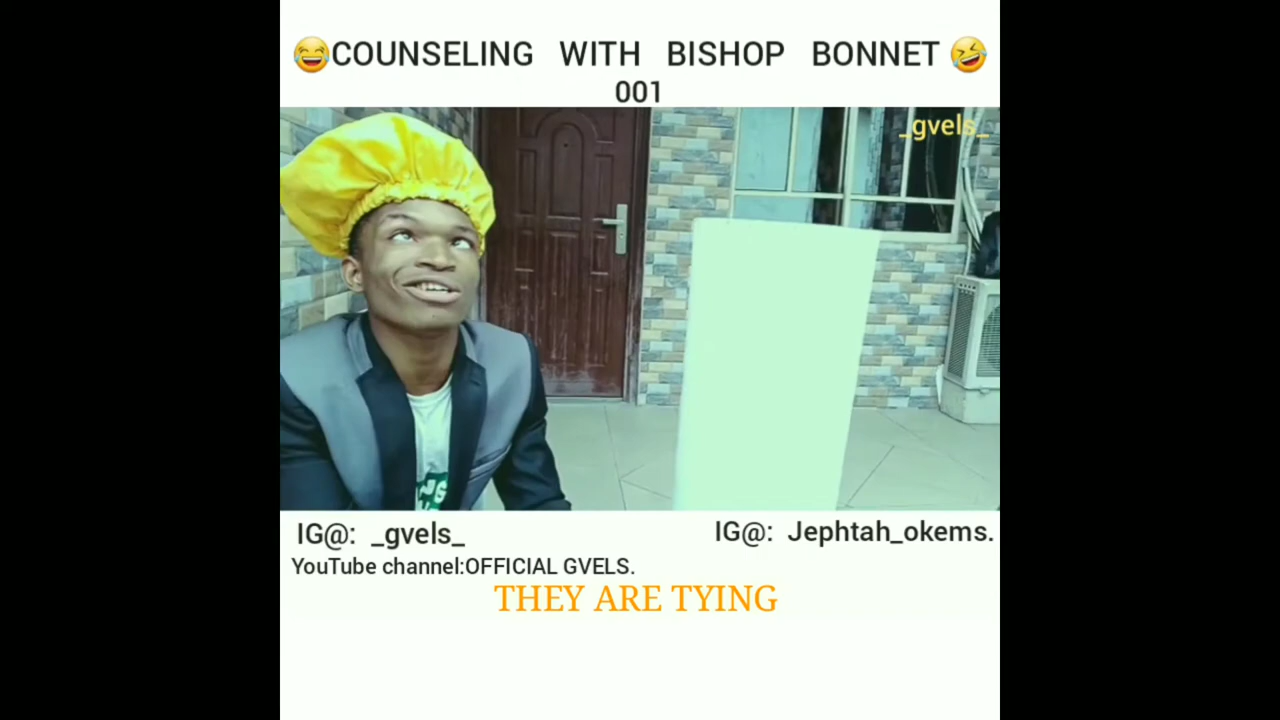 😂COUNSELING WITH BISHOP BONNET🤣
001
_gvels_
IG@: _gvels_
IG@: Jephtah_okems.
YouTube channel:OFFICIAL GVELS.
THEY ARE TYING